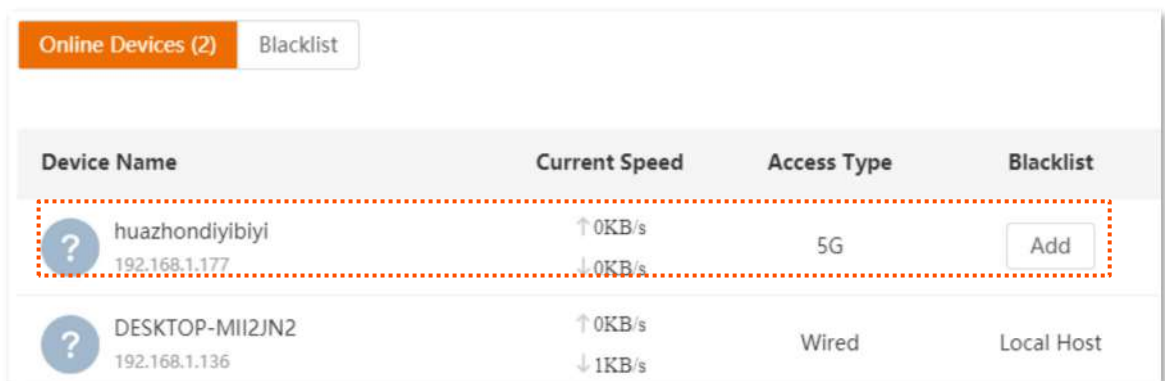 Online Devices (2) Blacklist
Device Name Current Speed Access Type Blacklist
? huazhondiyibiyi ↑0KB/s 5G Add
192.168.1.177 ↓0KB/s
? DESKTOP-MII2JN2 ↑0KB/s Wired Local Host
192.168.1.136 ↓1KB/s